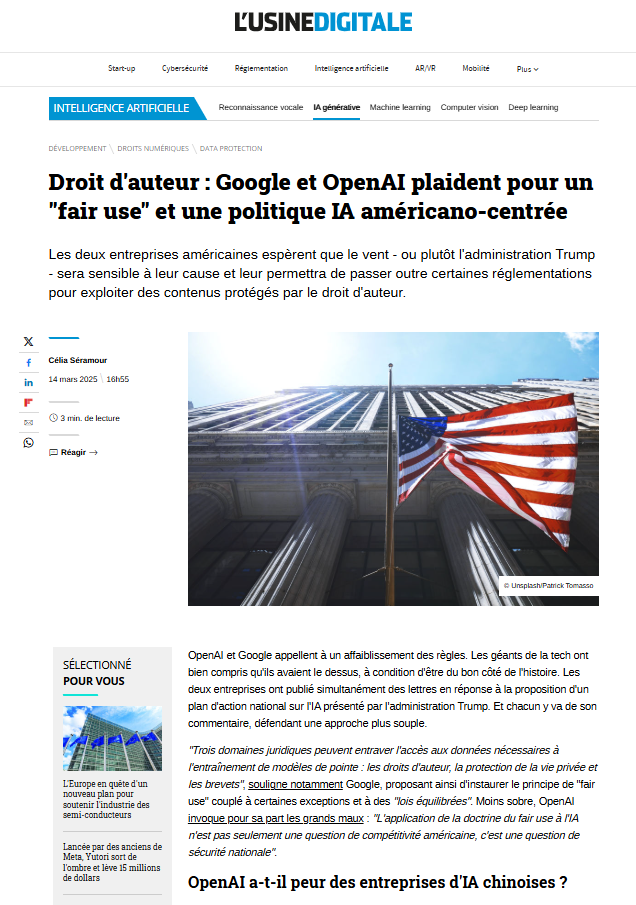 L'USINEDIGITALE
Start-up Cybersécurité Réglementation Intelligence artificielle AR/VR Mobilité Plus
INTELLIGENCE ARTIFICIELLE Reconnaissance vocale IA générative Machine learning Computer vision Deep learning
DÉVELOPPEMENT \ DROITS NUMÉRIQUES \ DATA PROTECTION
Droit d'auteur : Google et OpenAI plaident pour un
"fair use" et une politique IA américano-centrée
Les deux entreprises américaines espèrent que le vent - ou plutôt l'administration Trump
- sera sensible à leur cause et leur permettra de passer outre certaines réglementations
pour exploiter des contenus protégés par le droit d'auteur.
Célia Séramour
14 mars 2025 \ 16h55
3 min. de lecture
Réagir →
© Unsplash/Patrick Tomasso
SÉLECTIONNÉ
POUR VOUS
L'Europe en quête d'un
nouveau plan pour
soutenir l'industrie des
semi-conducteurs
Lancée par des anciens de
Meta, Yutori sort de
l'ombre et lève 15 millions
de dollars
OpenAI et Google appellent à un affaiblissement des règles. Les géants de la tech ont
bien compris qu'ils avaient le dessus, à condition d'être du bon côté de l'histoire. Les
deux entreprises ont publié simultanément des lettres en réponse à la proposition d'un
plan d'action national sur l'IA présenté par l'administration Trump. Et chacun y va de son
commentaire, défendant une approche plus souple.
"Trois domaines juridiques peuvent entraver l'accès aux données nécessaires à
l'entraînement de modèles de pointe : les droits d'auteur, la protection de la vie privée et
les brevets", souligne notamment Google, proposant ainsi d'instaurer le principe de "fair
use" couplé à certaines exceptions et à des "lois équilibrées". Moins sobre, OpenAI
invoque pour sa part les grands maux : "L'application de la doctrine du fair use à l'IA
n'est pas seulement une question de compétitivité américaine, c'est une question de
sécurité nationale".
OpenAI a-t-il peur des entreprises d'IA chinoises ?